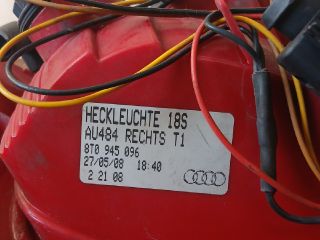 HECKLEUCHTE 18S
AU484 RECHTS T1
8T0 945 096
27/05/08 18:40
2 21 08